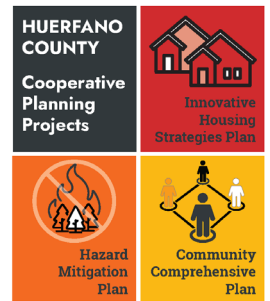 HUERFANO
COUNTY
Cooperative
Planning
Projects
Innovative
Housing
Strategies Plan
Hazard
Mitigation
Plan
Community
Comprehensive
Plan